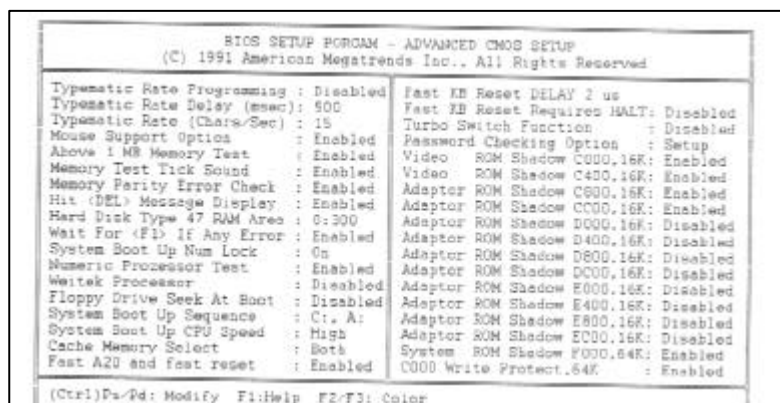 BIOS SETUP PORGAM - ADVANCED CMOS SETUP
(C) 1991 American Megatrends Inc., All Rights Reserved
Typematic Rate Programming : Disabled
Typematic Rate Delay (msec): 500
Typematic Rate (Chars/Sec) : 15
Mouse Support Option : Enabled
Above 1 MB Memory Test : Enabled
Memory Test Tick Sound : Enabled
Memory Parity Error Check : Enabled
Hit <DEL> Message Display : Enabled
Hard Disk Type 47 RAM Area : 0:300
Wait For <F1> If Any Error : Enabled
System Boot Up Num Lock : On
Numeric Prozessor Test : Enabled
Weitek Processor : Disabled
Floppy Drive Seek At Boot : Disabled
System Boot Up Sequence : C:, A:
System Boot Up CPU Speed : High
Cache Memory Select : Both
Fast A20 and fast reset : Enabled
Fast KB Reset DELAY 2 us
Fast KB Reset Requires HALT: Disabled
Turbo Switch Function : Disabled
Password Checking Option : Setup
Video ROM Shadow C000,16K: Enabled
Video ROM Shadow C400,16K: Enabled
Adaptor ROM Shadow C800,16K: Enabled
Adaptor ROM Shadow CC00,16K: Enabled
Adaptor ROM Shadow D000,16K: Disabled
Adaptor ROM Shadow D400,16K: Disabled
Adaptor ROM Shadow D800,16K: Disabled
Adaptor ROM Shadow DC00,16K: Disabled
Adaptor ROM Shadow E000,16K: Disabled
Adaptor ROM Shadow E400,16K: Disabled
Adaptor ROM Shadow E800,16K: Disabled
Adaptor ROM Shadow EC00,16K: Disabled
System ROM Shadow F000,64K: Enabled
C000 Write Protect,64K : Enabled
(Ctrl)Pu/Pd: Modify F1:Help F2/F3: Color